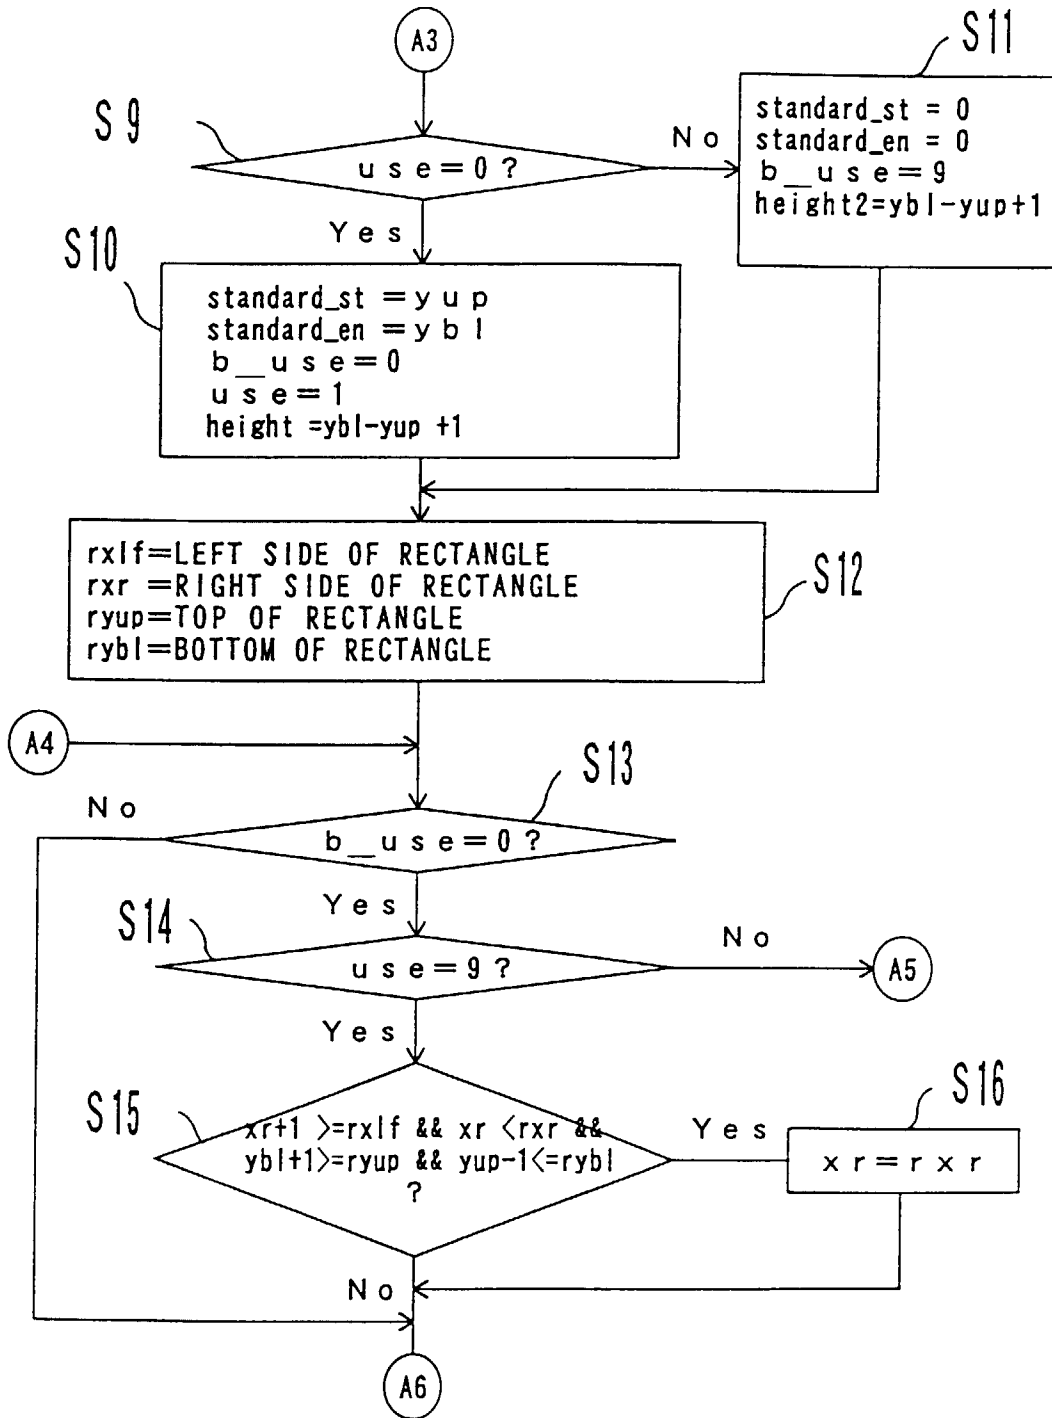 A3
S11
S9
use=0?
No
standard_st = 0
standard_en = 0
b__use=9
height2=ybl-yup+1
Yes
S10
standard_st =yup
standard_en =ybl
b__use=0
use=1
height =ybl-yup +1
rxlf=LEFT SIDE OF RECTANGLE
rxr =RIGHT SIDE OF RECTANGLE
ryup=TOP OF RECTANGLE
rybl=BOTTOM OF RECTANGLE
S12
A4
S13
No
b__use=0?
Yes
S14
use=9?
No
A5
Yes
S15
xr+1 >=rxlf && xr <rxr &&
ybl+1>=ryup && yup-1<=rybl
?
Yes
S16
xr=rxr
No
A6